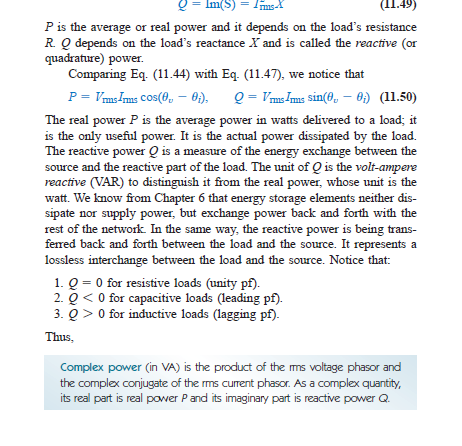 Q = Im(S) = I²rmsX (11.49)
P is the average or real power and it depends on the load's resistance
R. Q depends on the load's reactance X and is called the reactive (or
quadrature) power.
Comparing Eq. (11.44) with Eq. (11.47), we notice that
P = VrmsIrms cos(θv − θi), Q = VrmsIrms sin(θv − θi) (11.50)
The real power P is the average power in watts delivered to a load; it
is the only useful power. It is the actual power dissipated by the load.
The reactive power Q is a measure of the energy exchange between the
source and the reactive part of the load. The unit of Q is the volt-ampere
reactive (VAR) to distinguish it from the real power, whose unit is the
watt. We know from Chapter 6 that energy storage elements neither dis-
sipate nor supply power, but exchange power back and forth with the
rest of the network. In the same way, the reactive power is being trans-
ferred back and forth between the load and the source. It represents a
lossless interchange between the load and the source. Notice that:
1. Q = 0 for resistive loads (unity pf).
2. Q < 0 for capacitive loads (leading pf).
3. Q > 0 for inductive loads (lagging pf).
Thus,
Complex power (in VA) is the product of the rms voltage phasor and
the complex conjugate of the rms current phasor. As a complex quantity,
its real part is real power P and its imaginary part is reactive power Q.